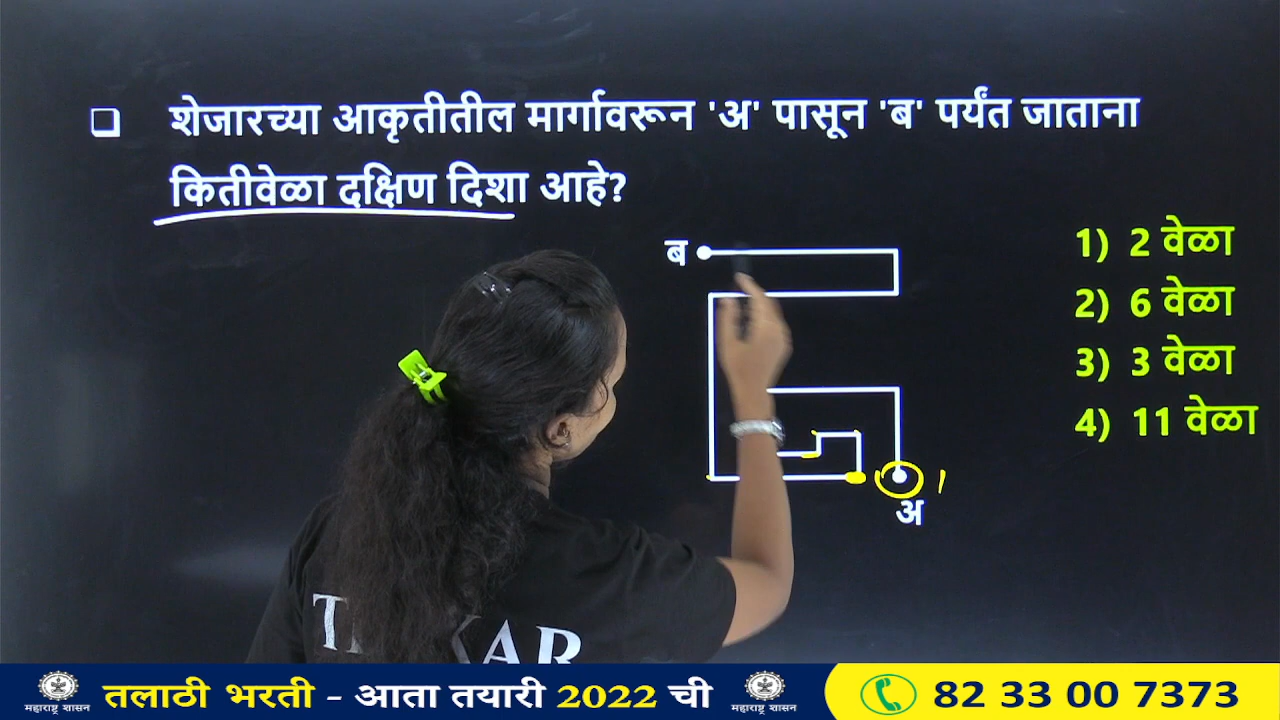 शेजारच्या आकृतीतील मार्गावरून 'अ' पासून 'ब' पर्यंत जाताना
कितीवेळा दक्षिण दिशा आहे?
ब
अ
1) 2 वेळा
2) 6 वेळा
3) 3 वेळा
4) 11 वेळा
महाराष्ट्र शासन
तलाठी भरती - आता तयारी 2022 ची
महाराष्ट्र शासन
82 33 00 7373